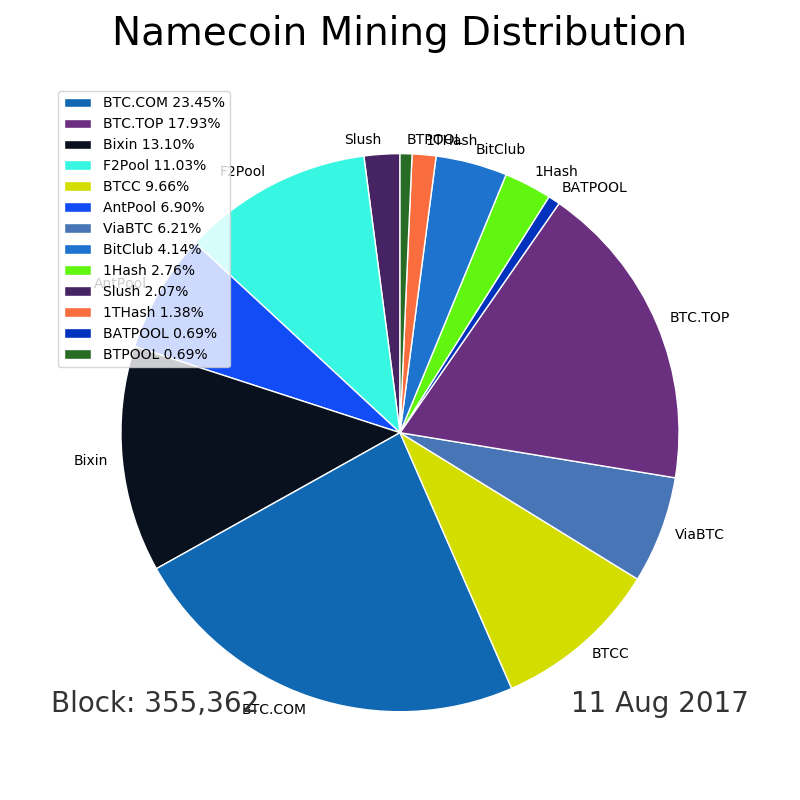 Namecoin Mining Distribution
BTC.COM 23.45%
BTC.TOP 17.93%
Bixin 13.10%
F2Pool 11.03%
BTCC 9.66%
AntPool 6.90%
ViaBTC 6.21%
BitClub 4.14%
1Hash 2.76%
Slush 2.07%
1THash 1.38%
BATPOOL 0.69%
BTPOOL 0.69%
Slush
BTPOOL
1THash
BitClub
1Hash
BATPOOL
F2Pool
AntPool
BTC.TOP
Bixin
ViaBTC
BTCC
BTC.COM
Block: 355,362
11 Aug 2017